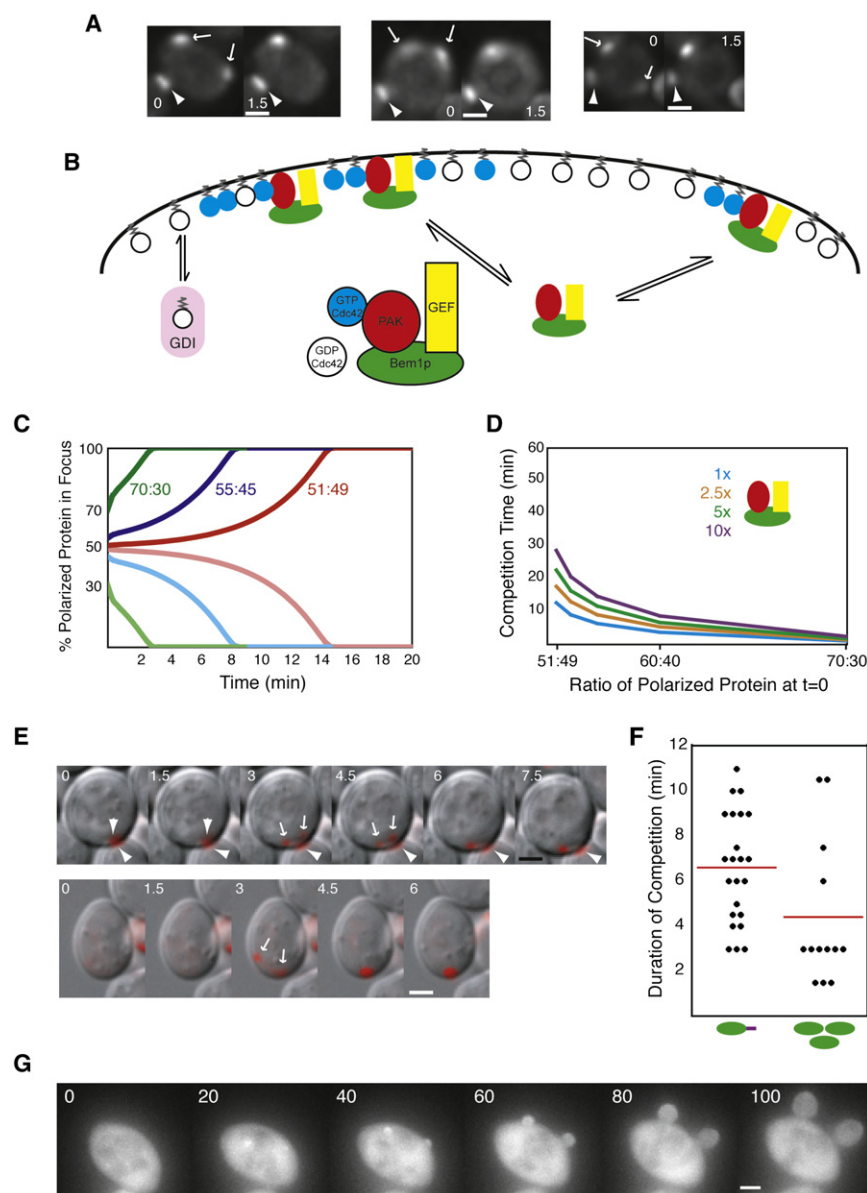 A
0
1.5
0
1.5
0
1.5
B
GDI
GTP
Cdc42
GDP
Cdc42
PAK
GEF
Bem1p
C
% Polarized Protein in Focus
100
70
50
30
70:30
55:45
51:49
2 4 6 8 10 12 14 16 18 20
Time (min)
D
Competition Time (min)
60
50
40
30
20
10
1x
2.5x
5x
10x
51:49 60:40 70:30
Ratio of Polarized Protein at t=0
E
0 1.5 3 4.5 6 7.5
0 1.5 3 4.5 6
F
Duration of Competition (min)
12
10
8
6
4
2
G
0 20 40 60 80 100